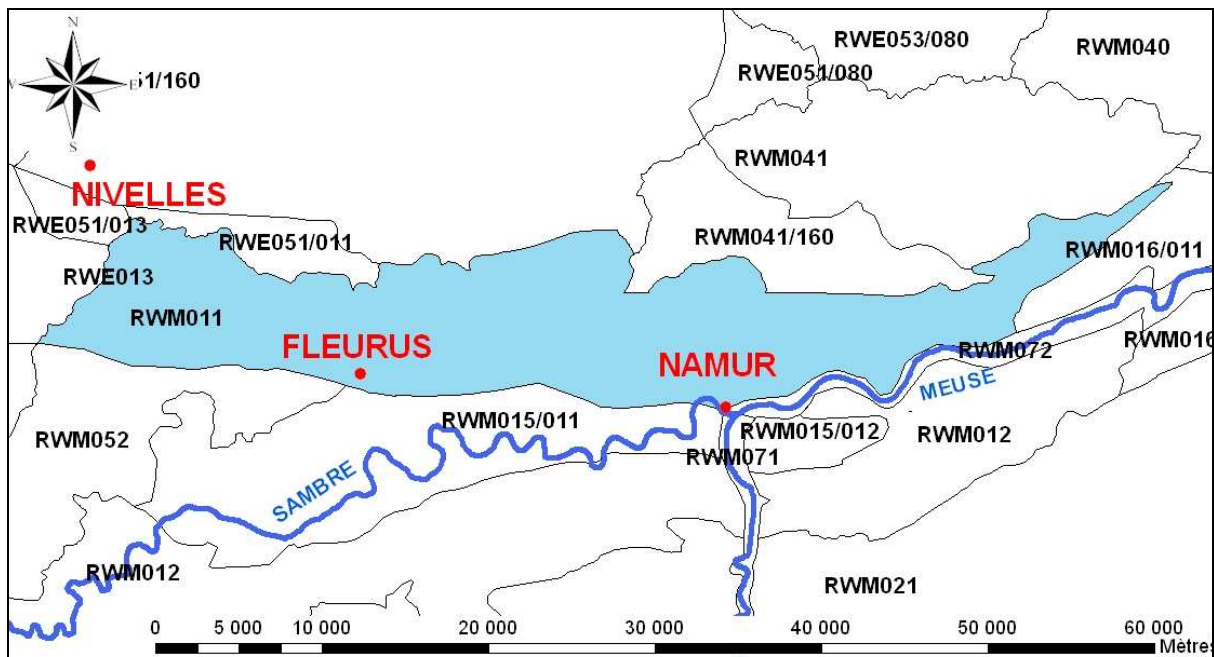 N
RWE053/080
RWM040
RWE051/080
W
E
51/160
S
RWM041
NIVELLES
RWE051/013
RWE051/011
RWM041/160
RWM016/011
RWE013
RWM011
FLEURUS
NAMUR
RWM072
RWM016
MEUSE
RWM015/011
RWM015/012
RWM012
RWM052
RWM071
SAMBRE
RWM012
RWM021
0 5 000 10 000 20 000 30 000 40 000 50 000 60 000
Mètres